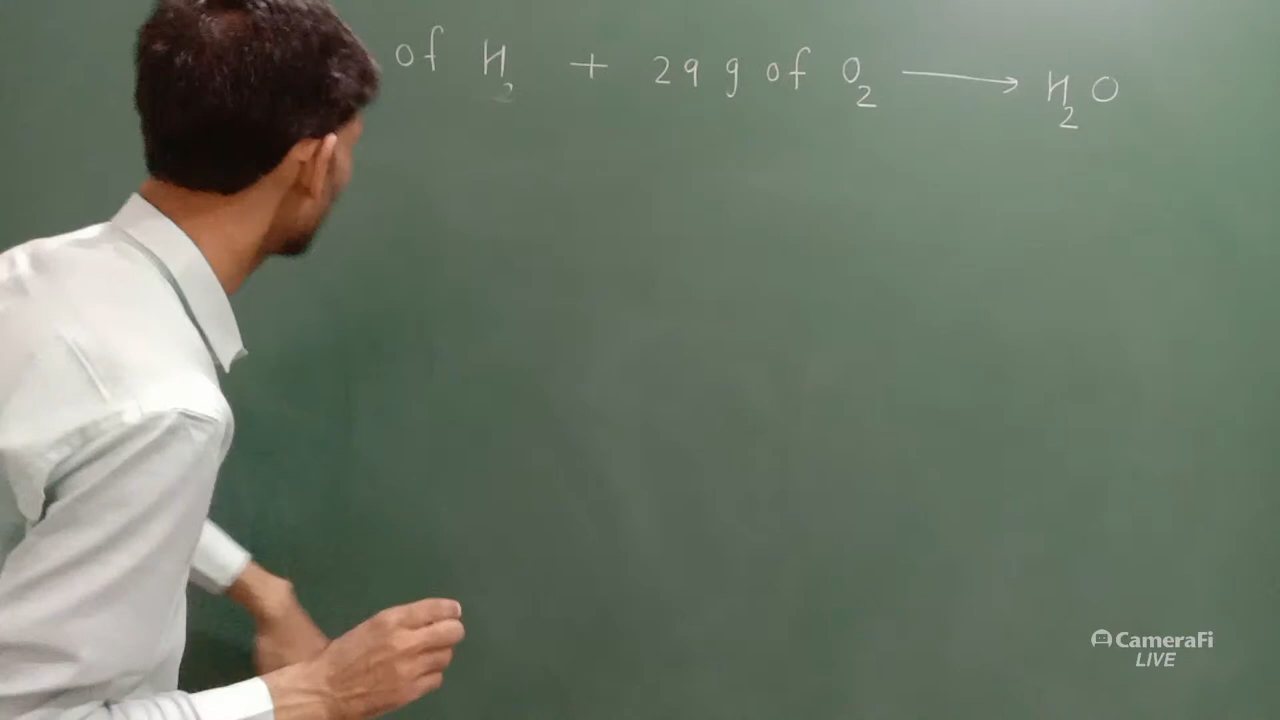 of H₂ + 29 g of O₂ ⟶ H₂O
CameraFi
LIVE